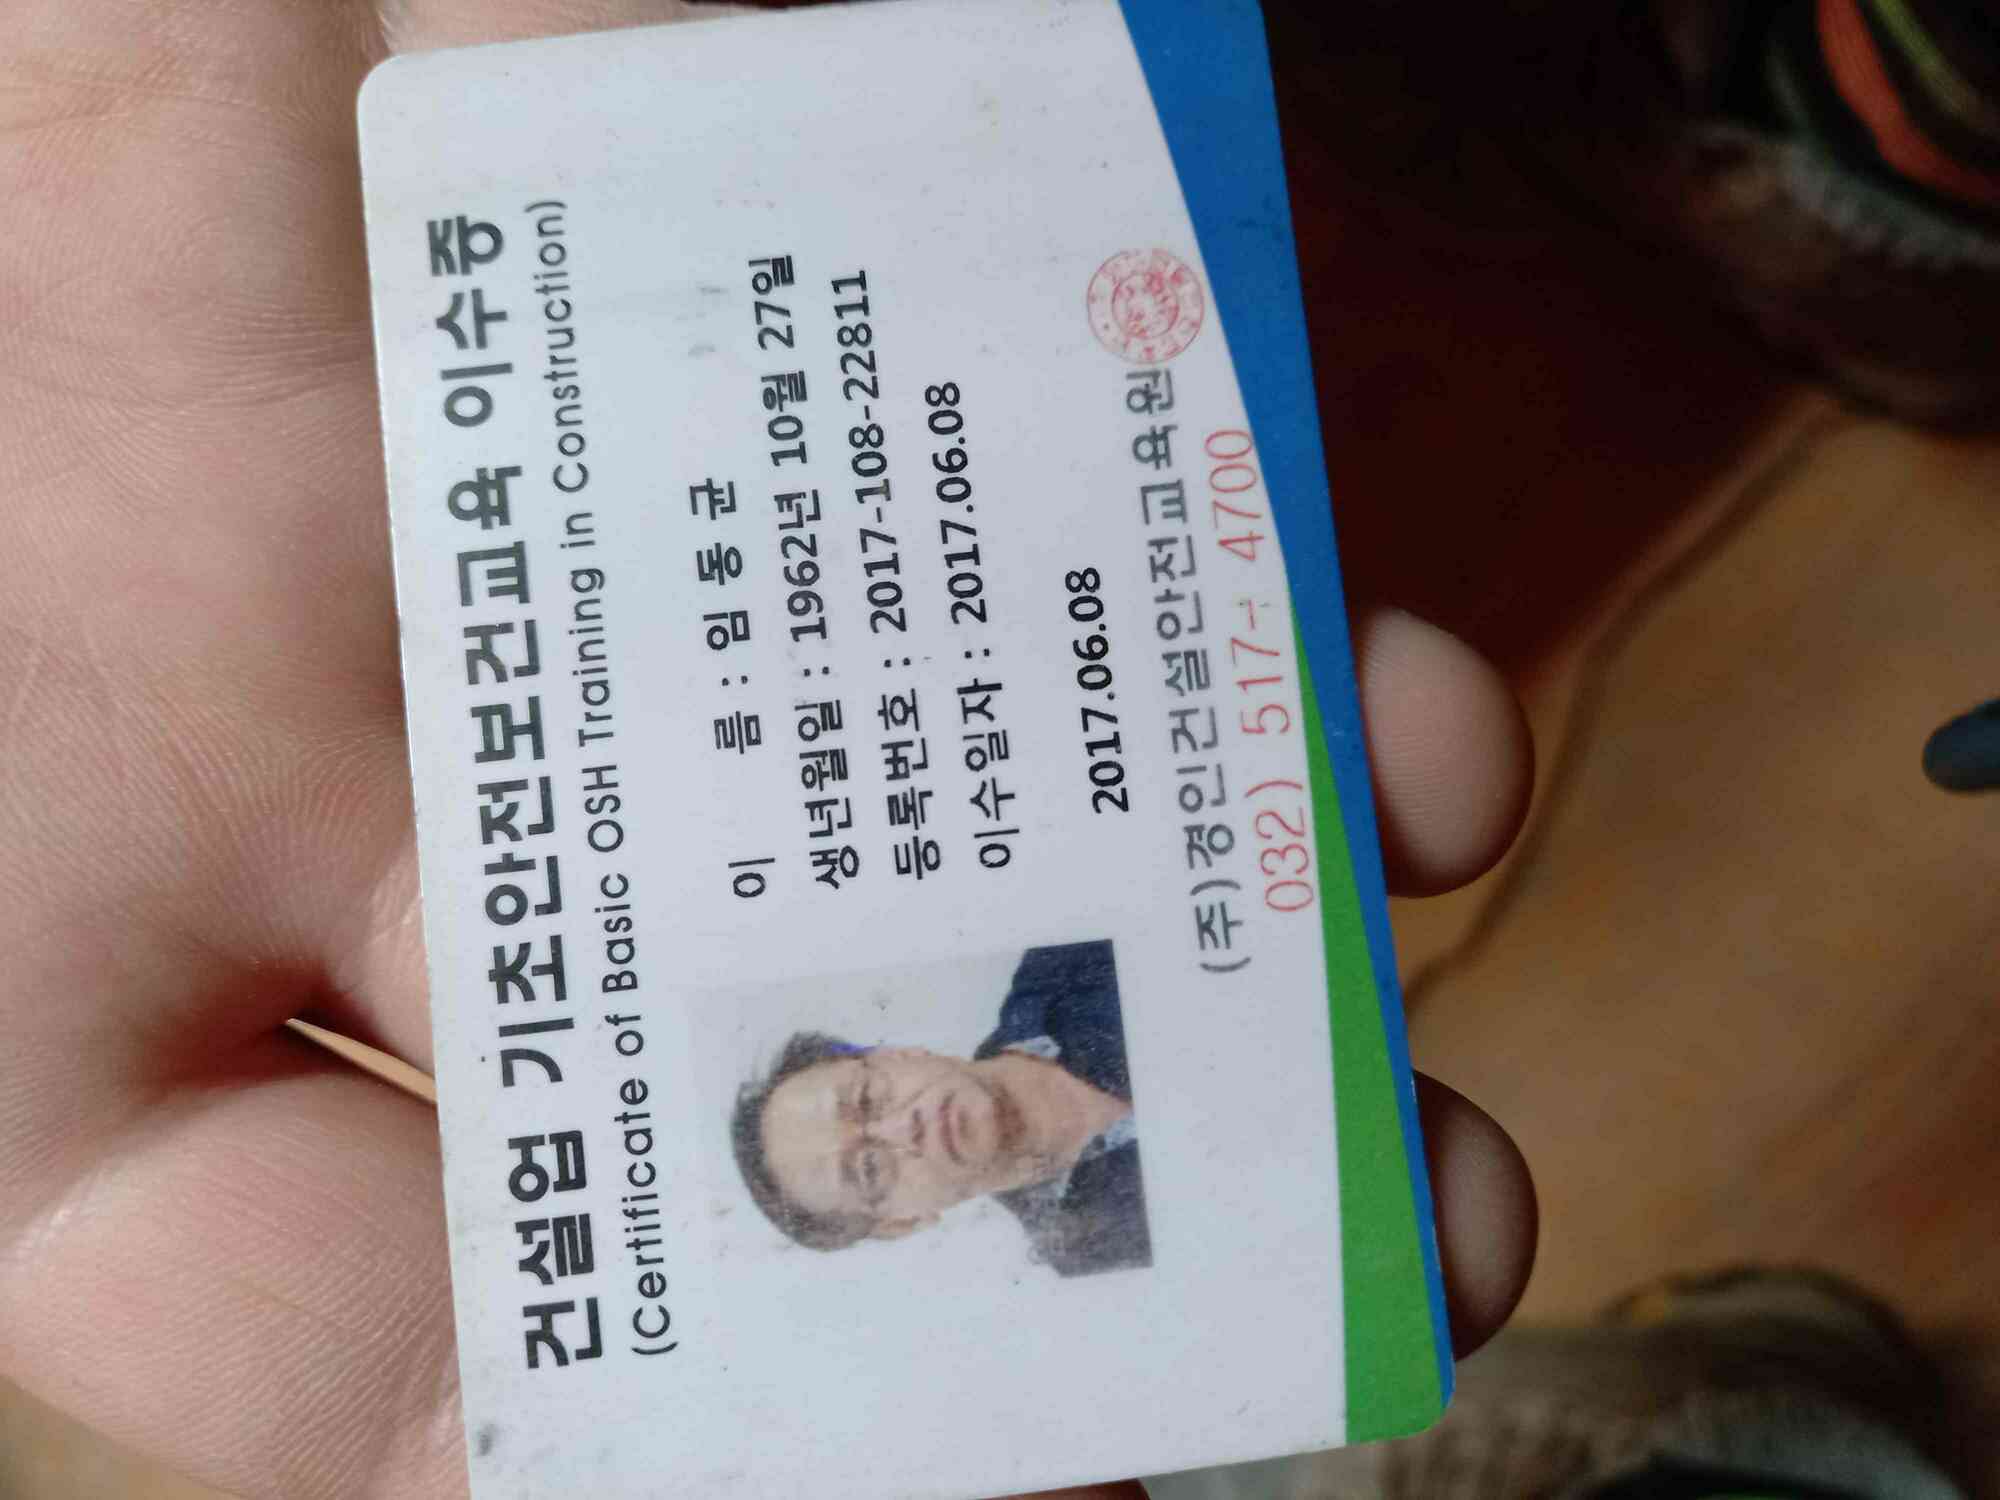 건설업 기초안전보건교육 이수증
(Certificate of Basic OSH Training in Construction)
이 름 : 임 동 균
생년월일 : 1962년 10월 27일
등록번호 : 2017-108-22811
이수일자 : 2017.06.08
2017.06.08
(주)경인건설안전교육원
032) 517- 4700